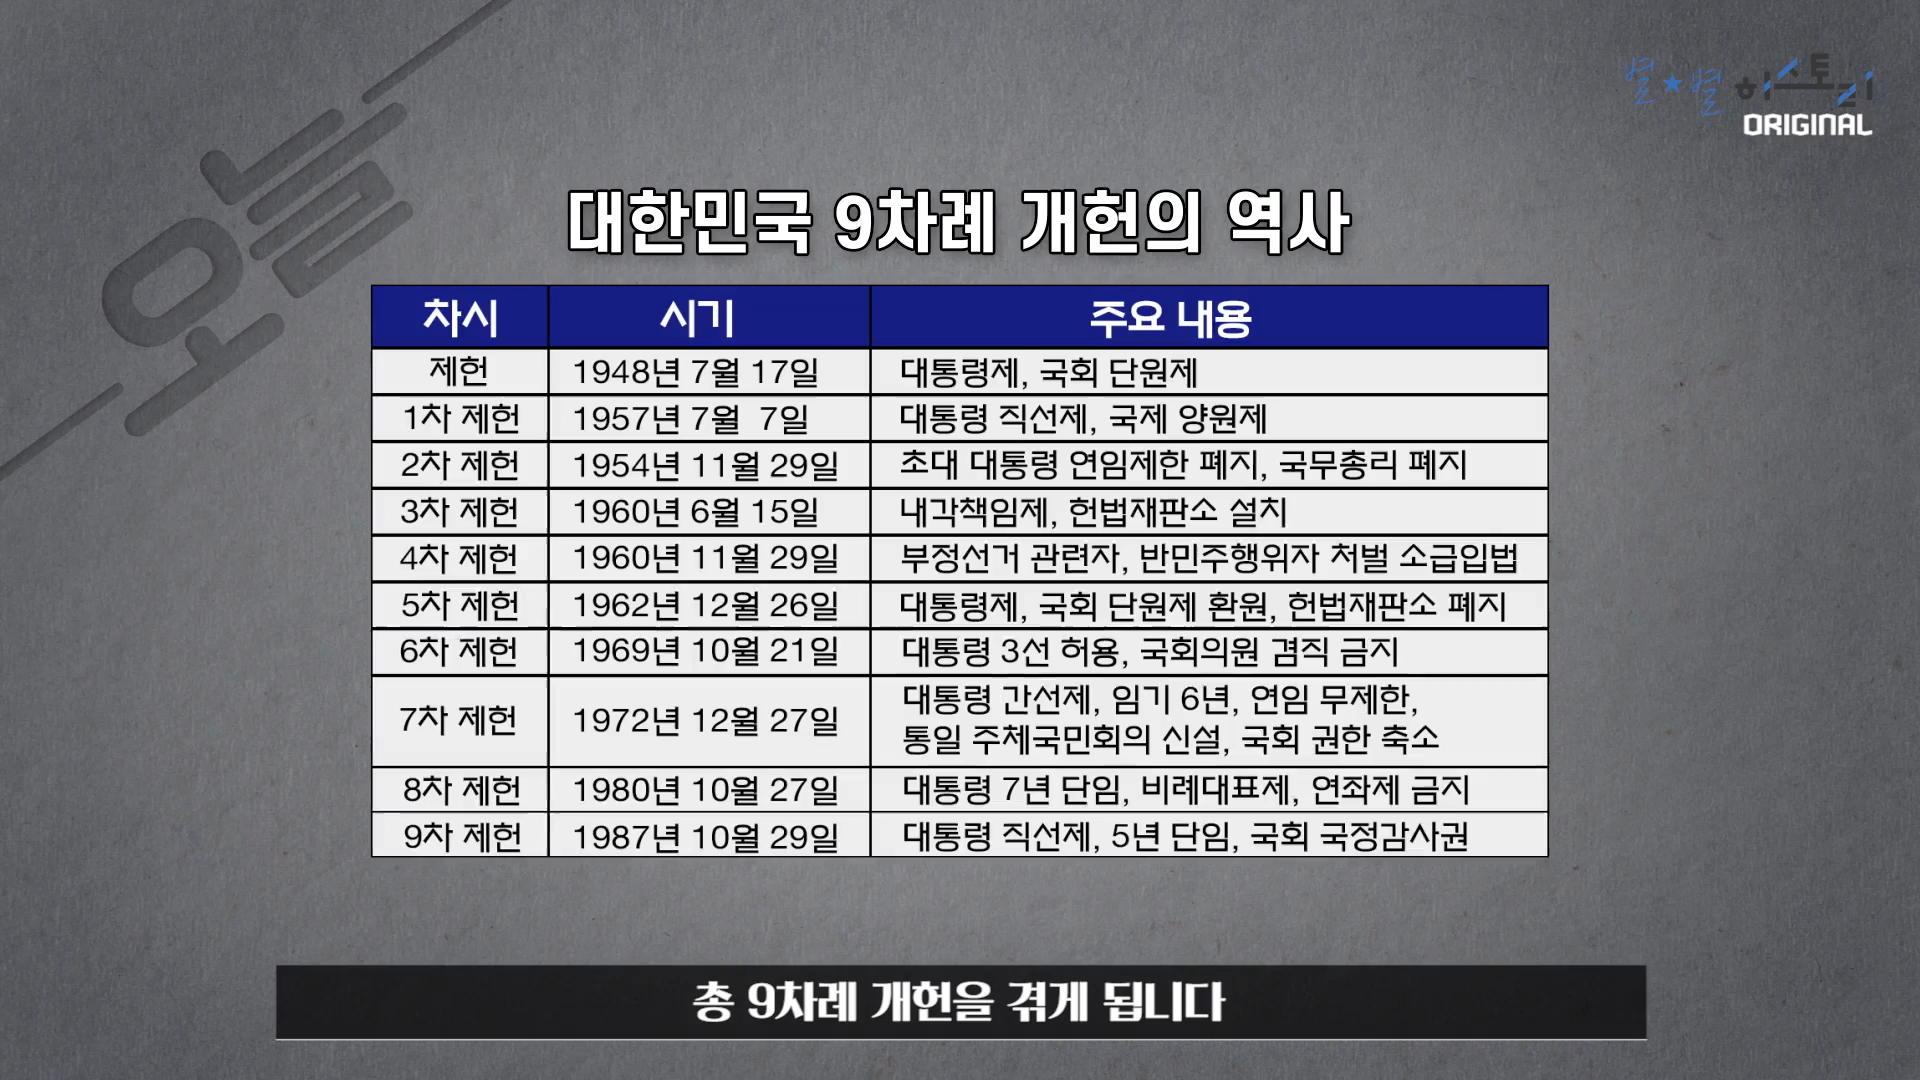 오늘
별★별 히스토리
ORIGINAL
대한민국 9차례 개헌의 역사
차시 시기 주요 내용
제헌 1948년 7월 17일 대통령제, 국회 단원제
1차 제헌 1957년 7월 7일 대통령 직선제, 국제 양원제
2차 제헌 1954년 11월 29일 초대 대통령 연임제한 폐지, 국무총리 폐지
3차 제헌 1960년 6월 15일 내각책임제, 헌법재판소 설치
4차 제헌 1960년 11월 29일 부정선거 관련자, 반민주행위자 처벌 소급입법
5차 제헌 1962년 12월 26일 대통령제, 국회 단원제 환원, 헌법재판소 폐지
6차 제헌 1969년 10월 21일 대통령 3선 허용, 국회의원 겸직 금지
7차 제헌 1972년 12월 27일 대통령 간선제, 임기 6년, 연임 무제한,
통일 주체국민회의 신설, 국회 권한 축소
8차 제헌 1980년 10월 27일 대통령 7년 단임, 비례대표제, 연좌제 금지
9차 제헌 1987년 10월 29일 대통령 직선제, 5년 단임, 국회 국정감사권
총 9차례 개헌을 겪게 됩니다